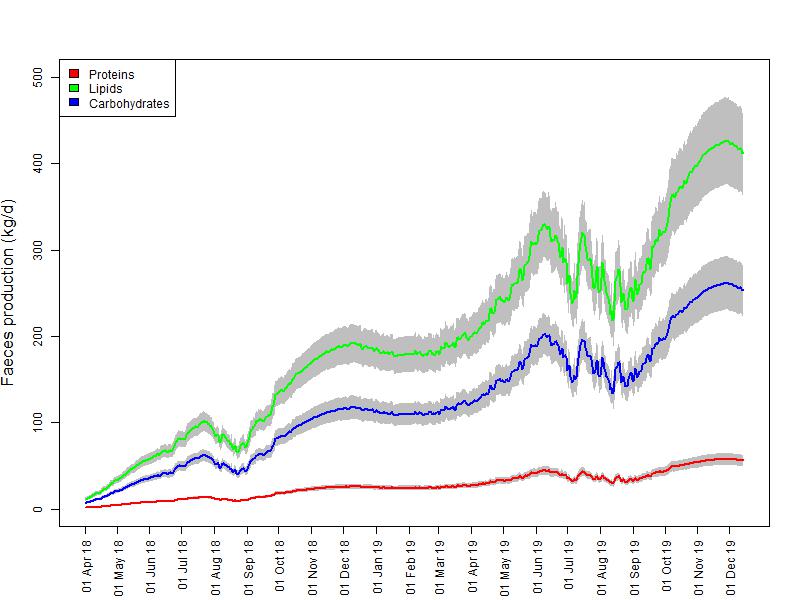 Proteins
Lipids
Carbohydrates
Faeces production (kg/d)
500
400
300
200
100
0
01 Apr 18
01 May 18
01 Jun 18
01 Jul 18
01 Aug 18
01 Sep 18
01 Oct 18
01 Nov 18
01 Dec 18
01 Jan 19
01 Feb 19
01 Mar 19
01 Apr 19
01 May 19
01 Jun 19
01 Jul 19
01 Aug 19
01 Sep 19
01 Oct 19
01 Nov 19
01 Dec 19